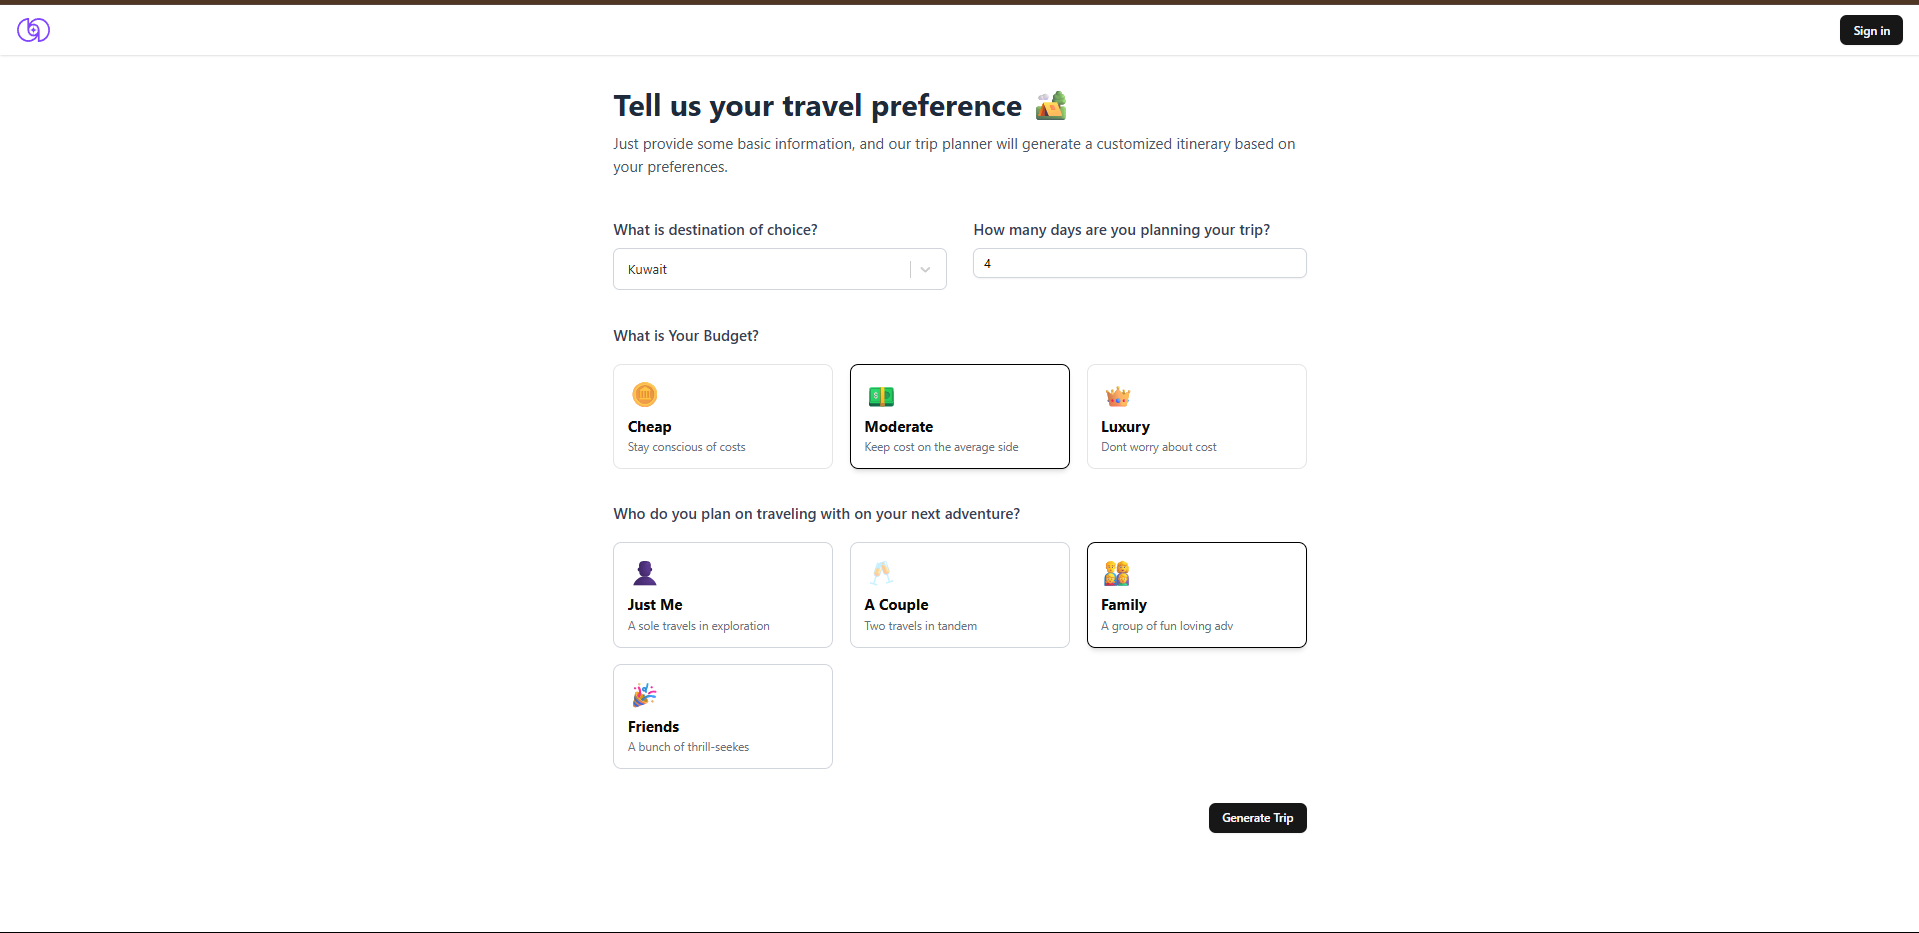 Sign in
Tell us your travel preference
Just provide some basic information, and our trip planner will generate a customized itinerary based on
your preferences.
What is destination of choice?
How many days are you planning your trip?
Kuwait
4
What is Your Budget?
Cheap
Stay conscious of costs
Moderate
Keep cost on the average side
Luxury
Dont worry about cost
Who do you plan on traveling with on your next adventure?
Just Me
A sole travels in exploration
A Couple
Two travels in tandem
Family
A group of fun loving adv
Friends
A bunch of thrill-seekes
Generate Trip